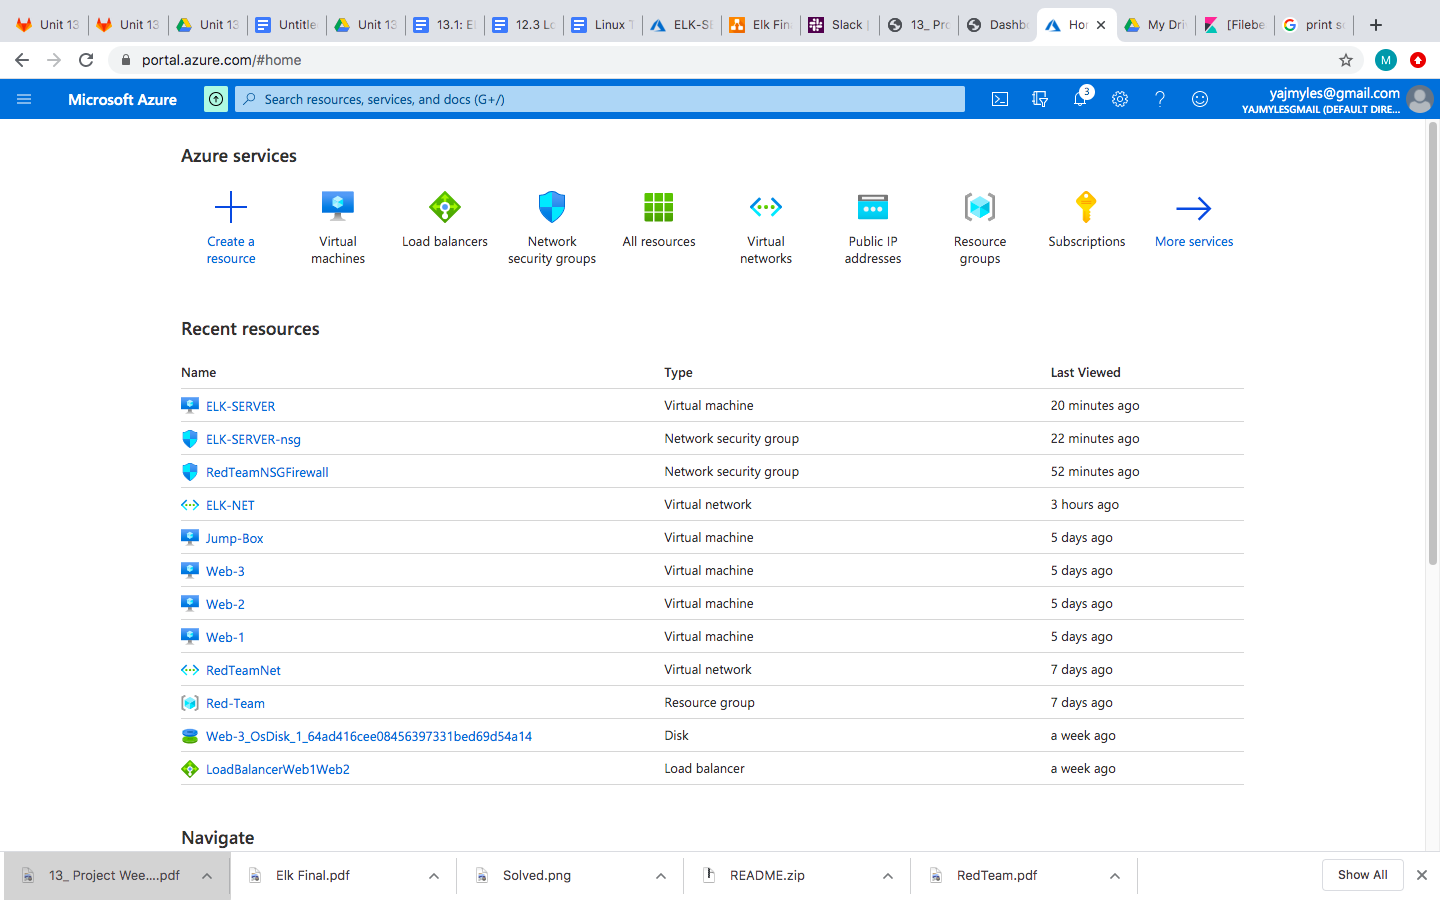 Unit 13 Unit 13 Unit 13 Untitle Unit 13 13.1: E 12.3 Lo Linux T ELK-SE Elk Fina Slack 13_ Pro Dashbo Ho My Dri [Fileбe print sc
portal.azure.com/#home M
Microsoft Azure Search resources, services, and docs (G+/) 3 yajmyles@gmail.com
YAJMYLESGMAIL (DEFAULT DIRE...
Azure services
Create a resource
Virtual machines
Load balancers
Network security groups
All resources
Virtual networks
Public IP addresses
Resource groups
Subscriptions
More services
Recent resources
Name Type Last Viewed
ELK-SERVER Virtual machine 20 minutes ago
ELK-SERVER-nsg Network security group 22 minutes ago
RedTeamNSGFirewall Network security group 52 minutes ago
ELK-NET Virtual network 3 hours ago
Jump-Box Virtual machine 5 days ago
Web-3 Virtual machine 5 days ago
Web-2 Virtual machine 5 days ago
Web-1 Virtual machine 5 days ago
RedTeamNet Virtual network 7 days ago
Red-Team Resource group 7 days ago
Web-3_OsDisk_1_64ad416cee08456397331bed69d54a14 Disk a week ago
LoadBalancerWeb1Web2 Load balancer a week ago
Navigate
13_ Project Wee....pdf Elk Final.pdf Solved.png README.zip RedTeam.pdf Show All